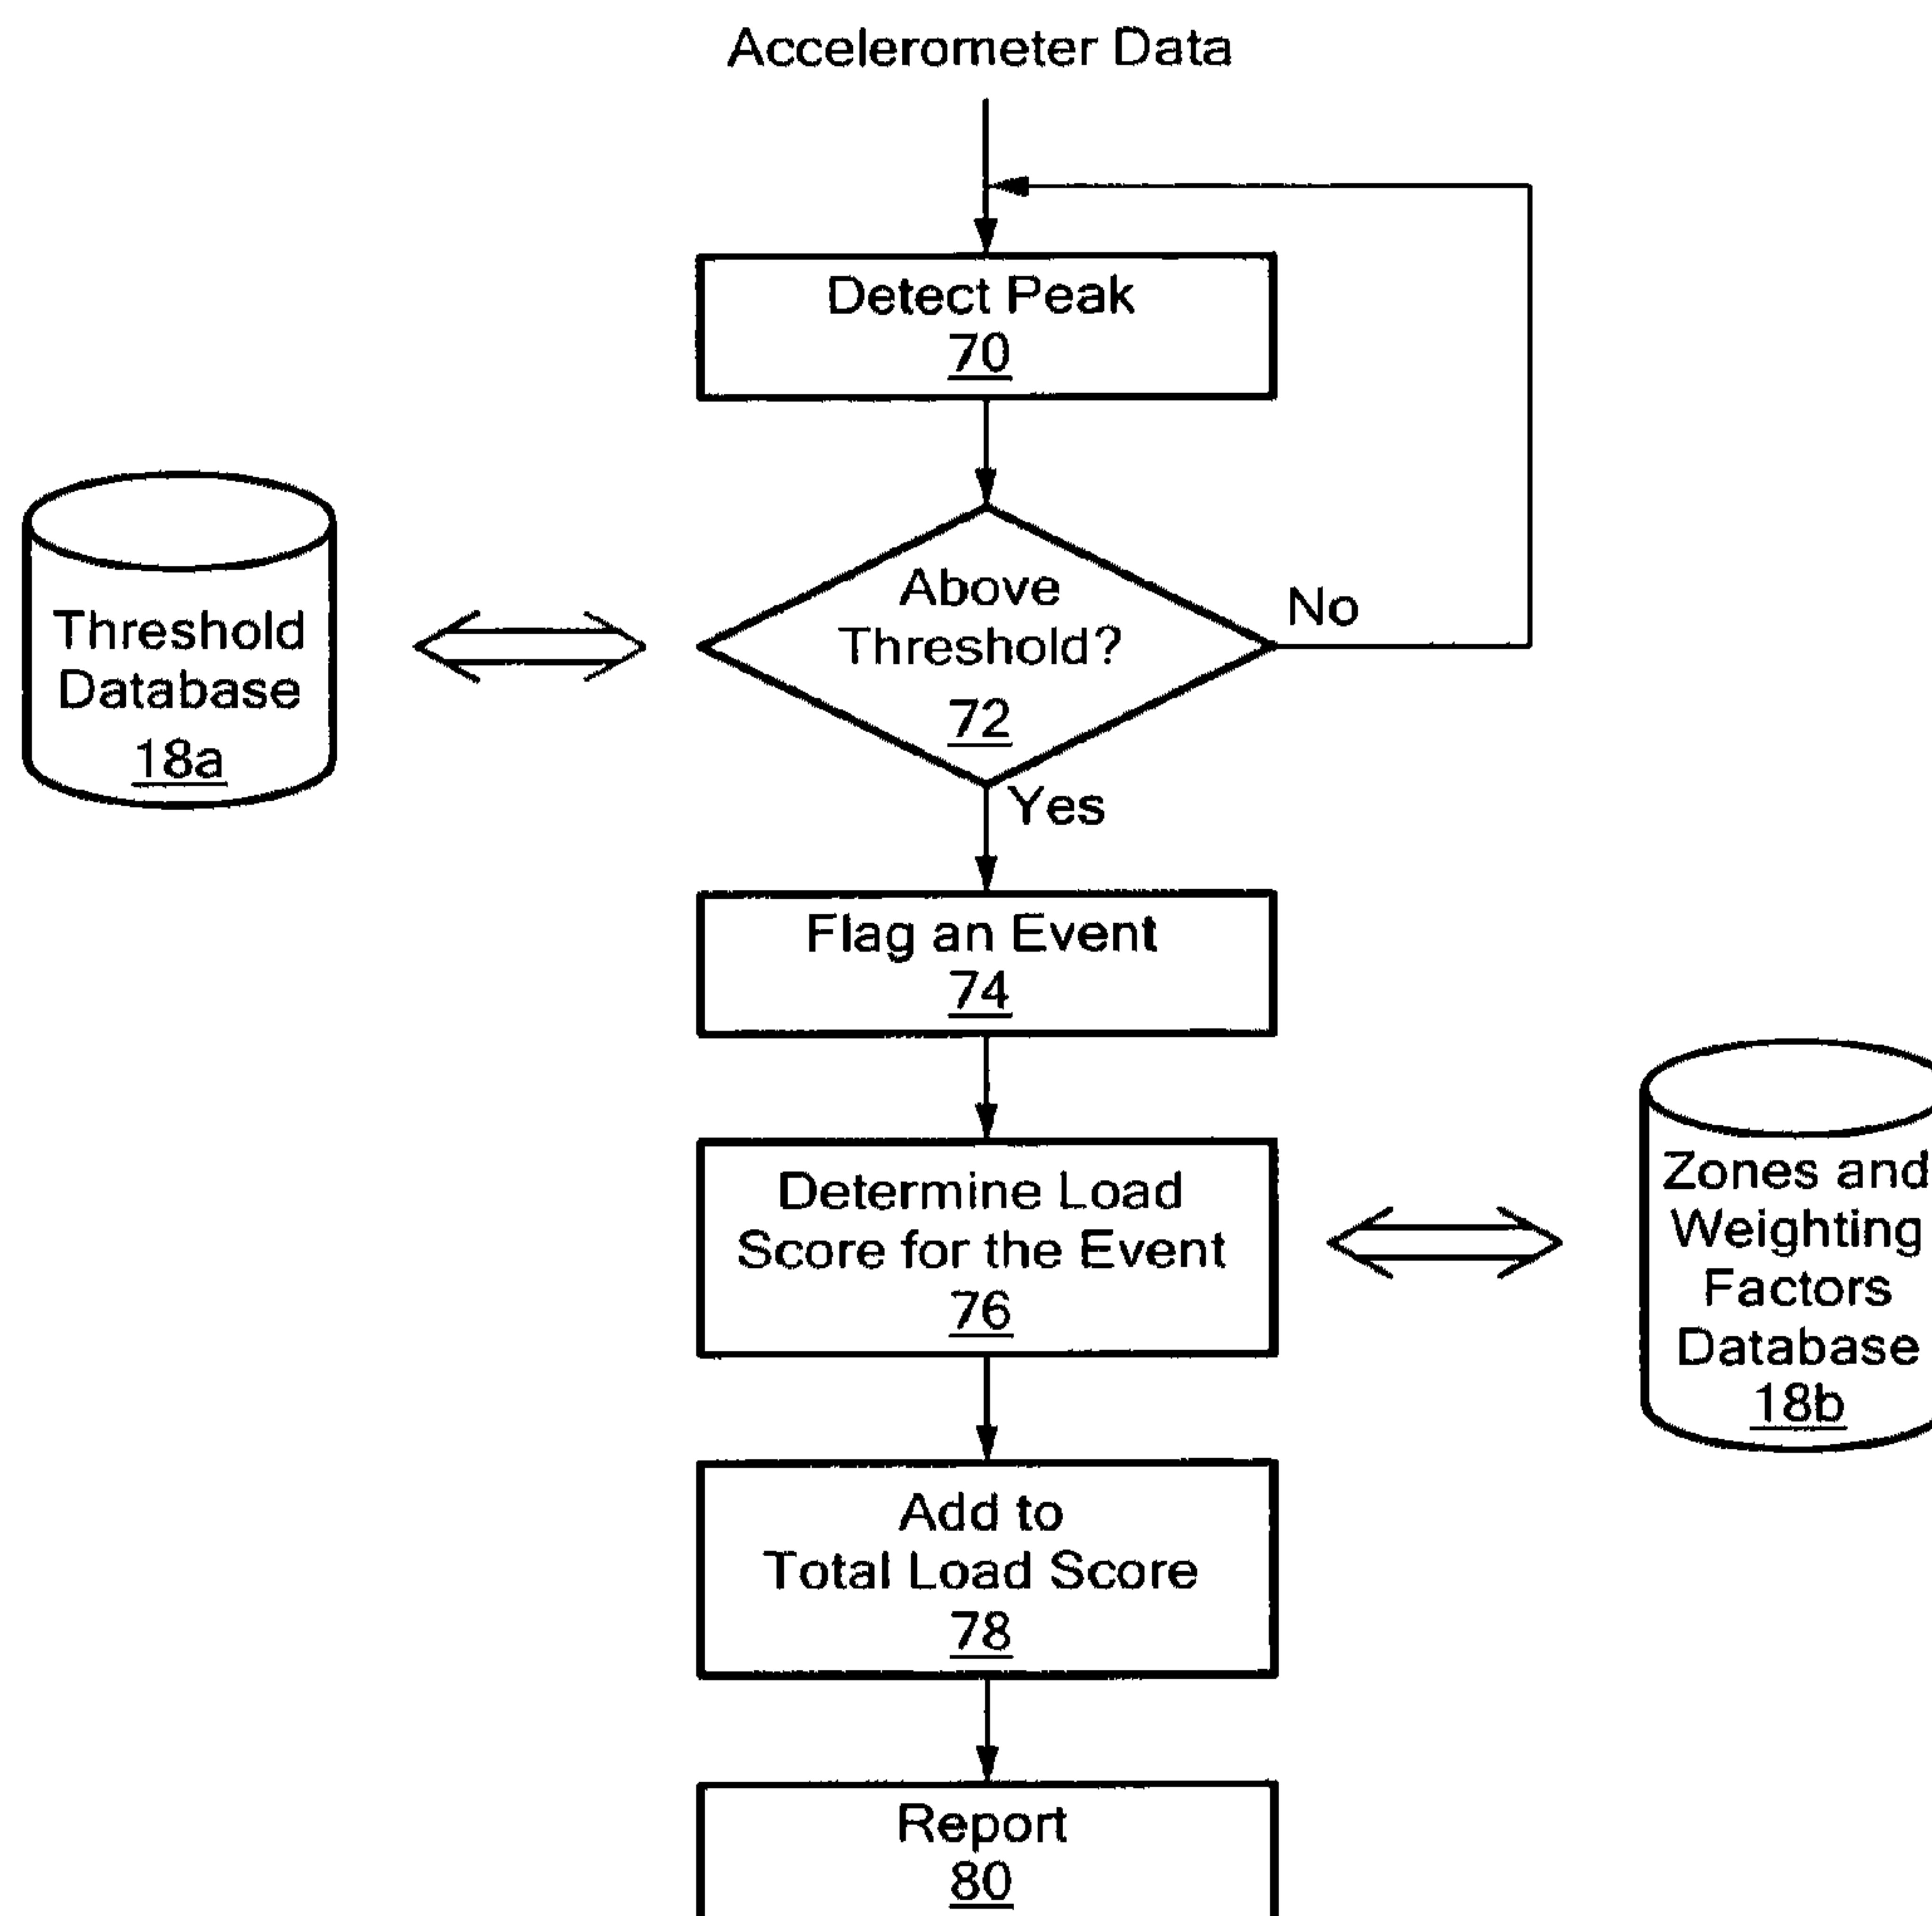 Accelerometer Data
Detect Peak
70
Above
Threshold?
72
No
Threshold
Database
18a
Yes
Flag an Event
74
Determine Load
Score for the Event
76
Zones and
Weighting
Factors
Database
18b
Add to
Total Load Score
78
Report
80